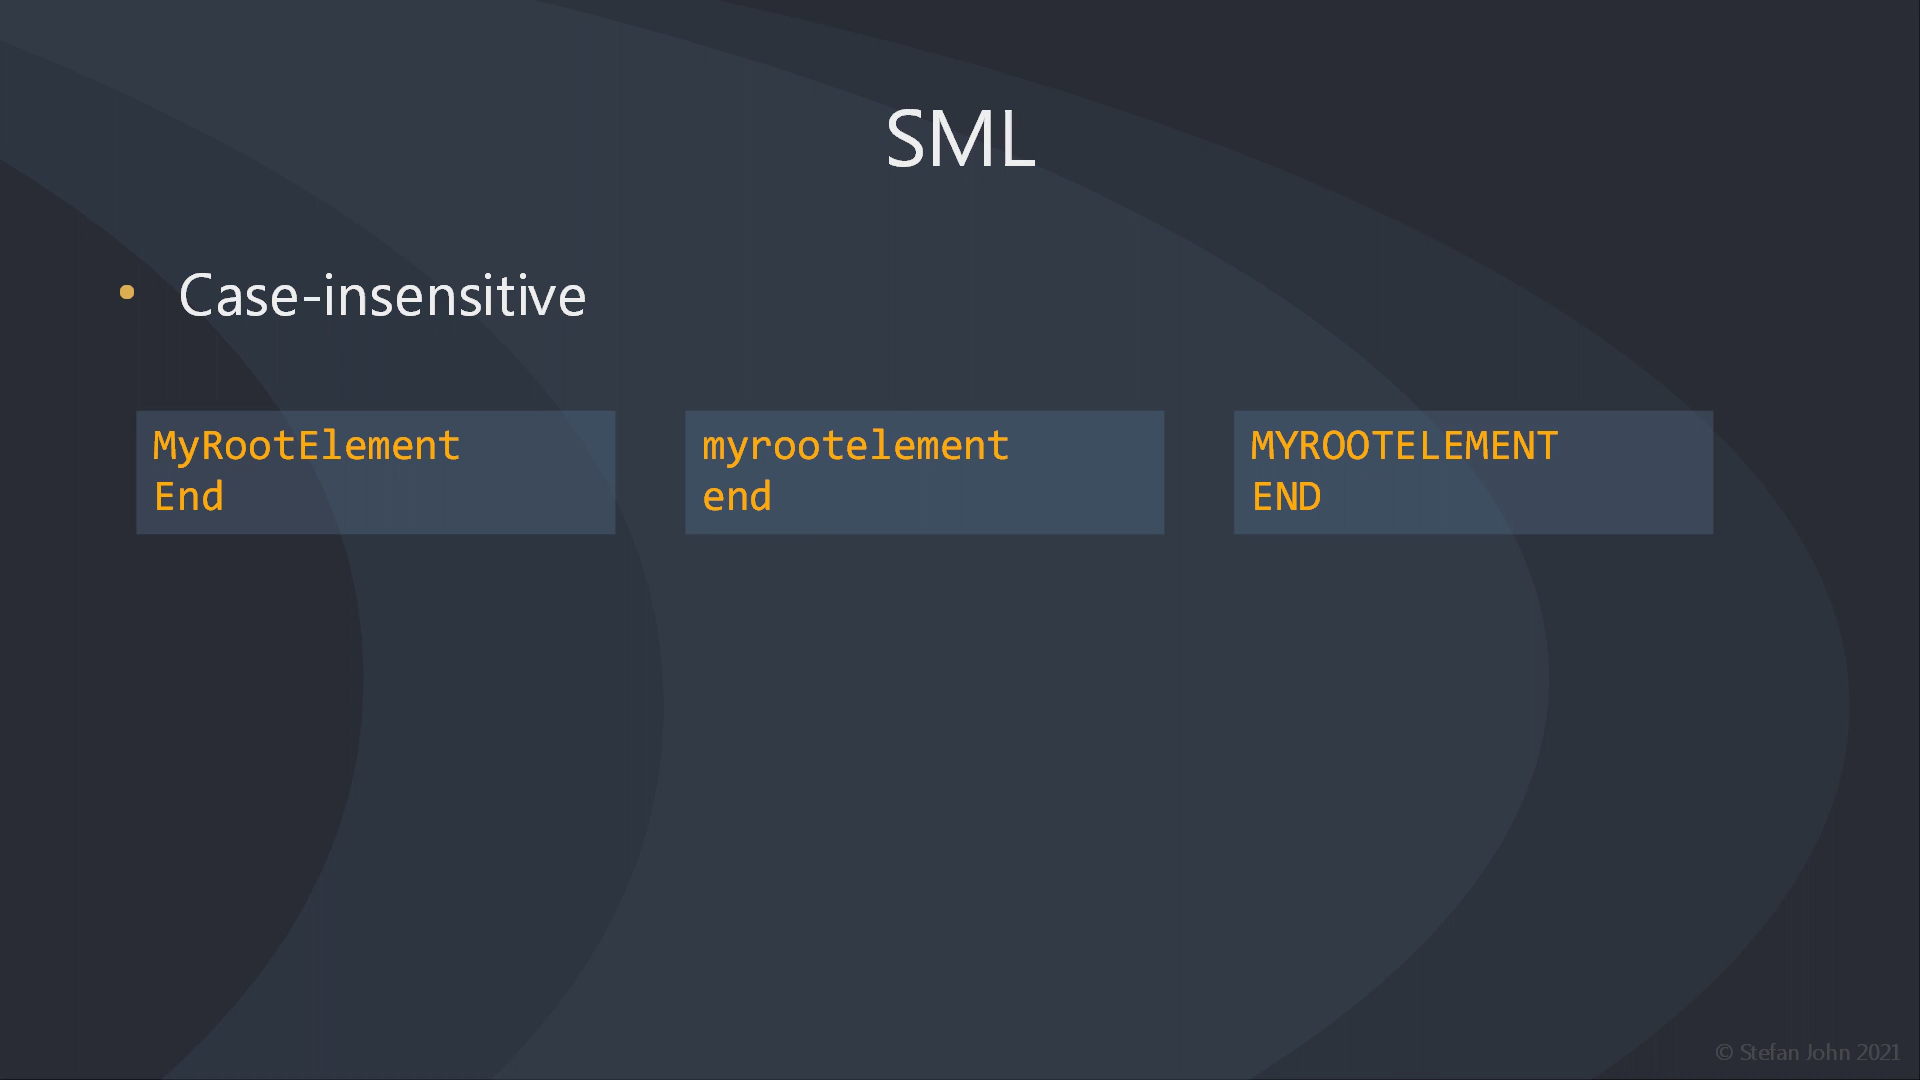 SML
• Case-insensitive
MyRootElement
End
myrootelement
end
MYROOTELEMENT
END
© Stefan John 2021